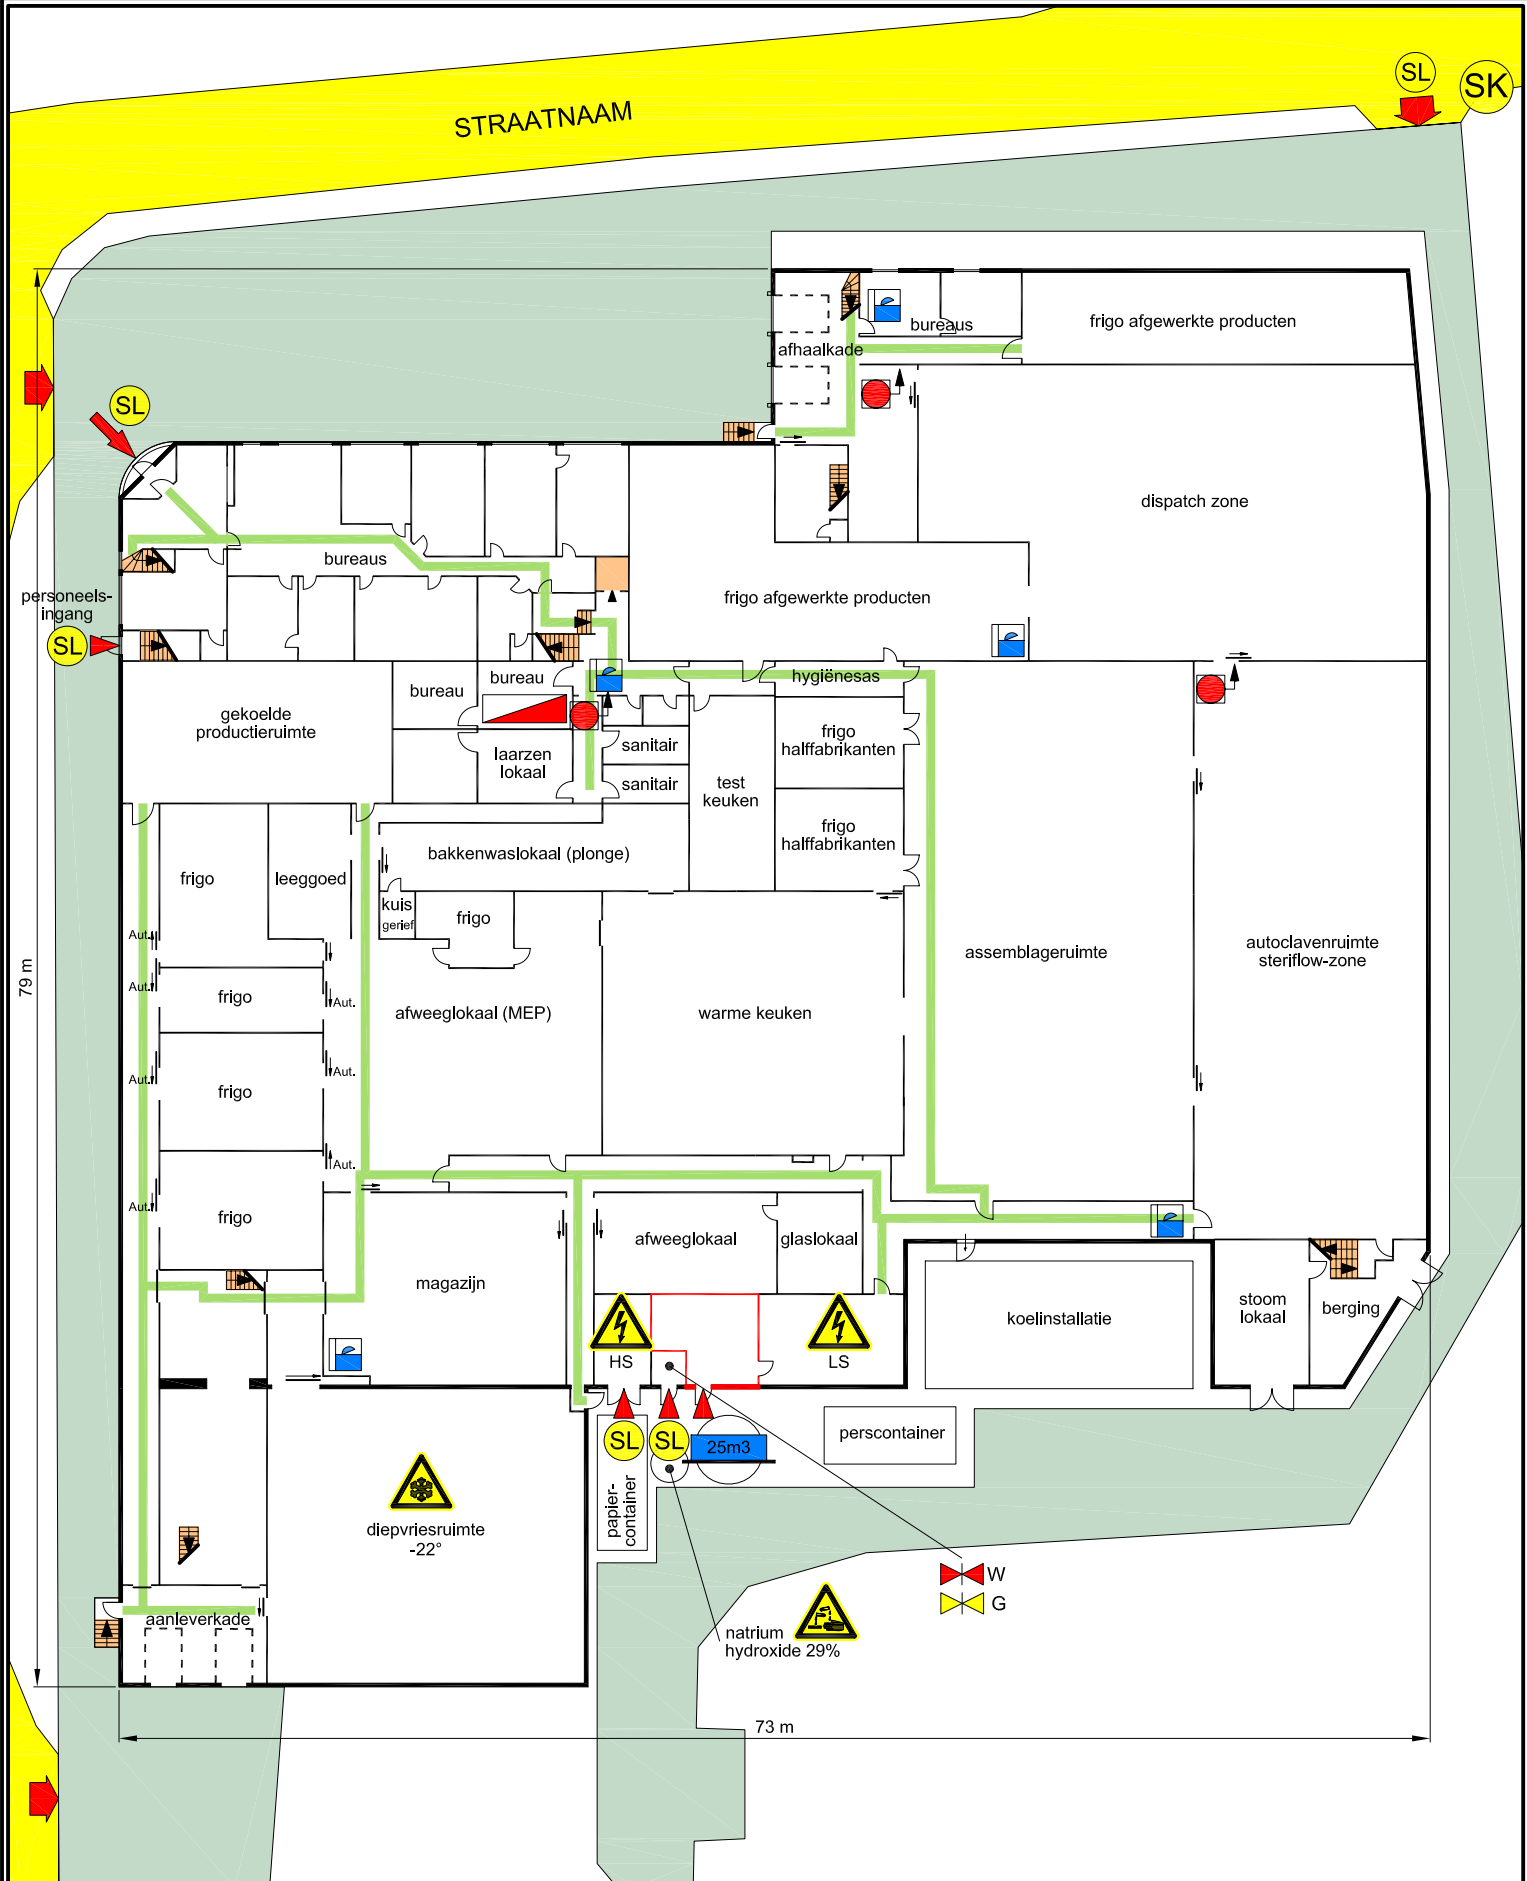 STRAATNAAM
SL
SK
SL
bureaus
frigo afgewerkte producten
afhaalkade
dispatch zone
bureaus
personeels-
ingang
SL
frigo afgewerkte producten
bureau
bureau
hygiënesas
gekoelde
productieruimte
laarzen
lokaal
sanitair
sanitair
test
keuken
frigo
halffabrikanten
frigo
halffabrikanten
bakkenwaslokaal (plonge)
frigo
leeggoed
kuis
gerief
frigo
Aut.
Aut.
frigo
Aut.
afweeglokaal (MEP)
warme keuken
assemblageruimte
autoclavenruimte
steriflow-zone
79 m
Aut.
frigo
Aut.
Aut.
Aut.
frigo
magazijn
afweeglokaal
glaslokaal
koelinstallatie
stoom
lokaal
berging
HS
LS
SL
SL
25m3
perscontainer
papier-
container
diepvriesruimte
-22°
W
G
natrium
hydroxide 29%
aanleverkade
73 m